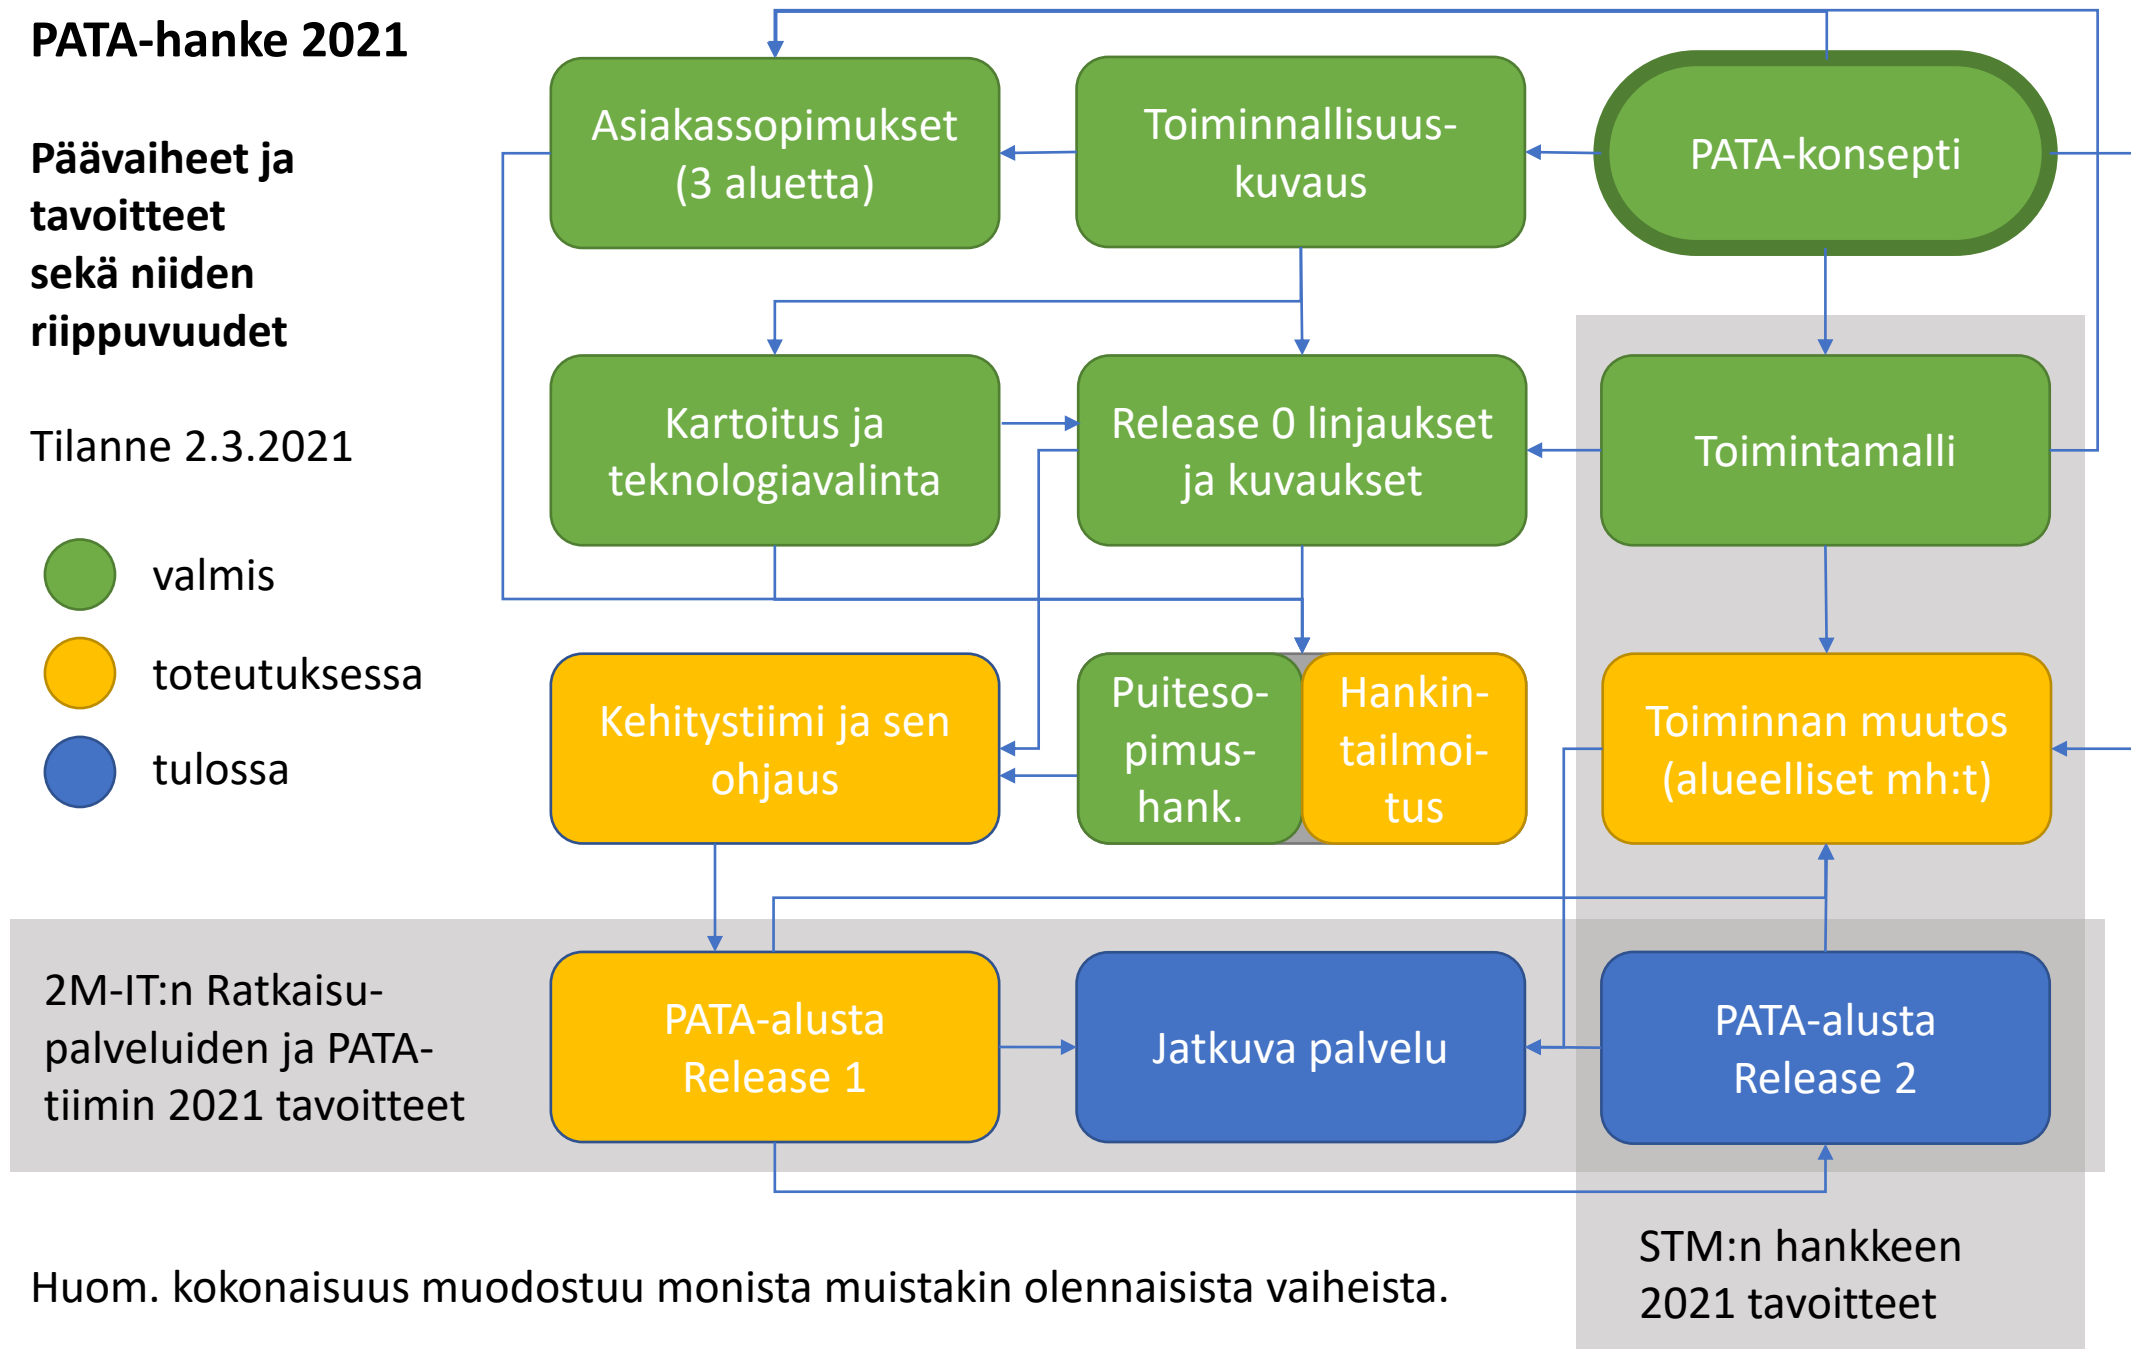 PATA-hanke 2021
Päävaiheet ja
tavoitteet
sekä niiden
riippuvuudet
Tilanne 2.3.2021
valmis
toteutuksessa
tulossa
Asiakassopimukset
(3 aluetta)
Toiminnallisuus-
kuvaus
PATA-konsepti
Kartoitus ja
teknologiavalinta
Release 0 linjaukset
ja kuvaukset
Toimintamalli
Kehitystiimi ja sen
ohjaus
Puiteso-
pimus-
hank.
Hankin-
tailmoi-
tus
Toiminnan muutos
(alueelliset mh:t)
2M-IT:n Ratkaisu-
palveluiden ja PATA-
tiimin 2021 tavoitteet
PATA-alusta
Release 1
Jatkuva palvelu
PATA-alusta
Release 2
STM:n hankkeen
2021 tavoitteet
Huom. kokonaisuus muodostuu monista muistakin olennaisista vaiheista.